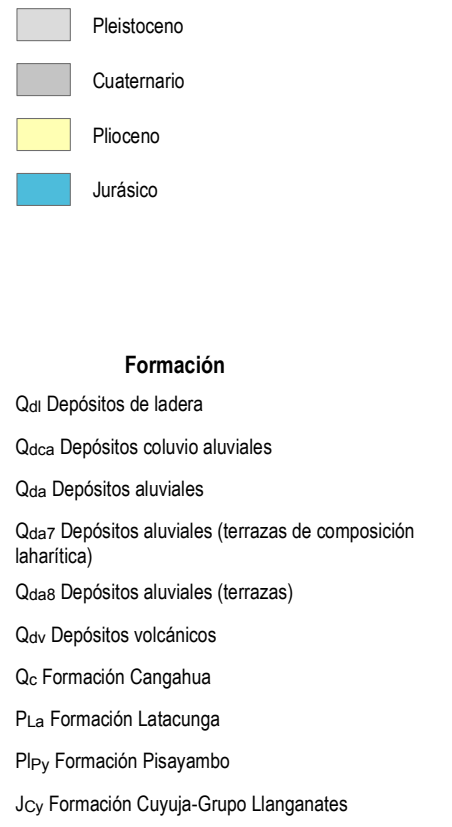 Pleistoceno
Cuaternario
Plioceno
Jurásico
Formación
Qdl Depósitos de ladera
Qdca Depósitos coluvio aluviales
Qda Depósitos aluviales
Qda7 Depósitos aluviales (terrazas de composición
laharítica)
Qda8 Depósitos aluviales (terrazas)
Qdv Depósitos volcánicos
Qc Formación Cangahua
PLa Formación Latacunga
PlPy Formación Pisayambo
JCy Formación Cuyuja-Grupo Llanganates